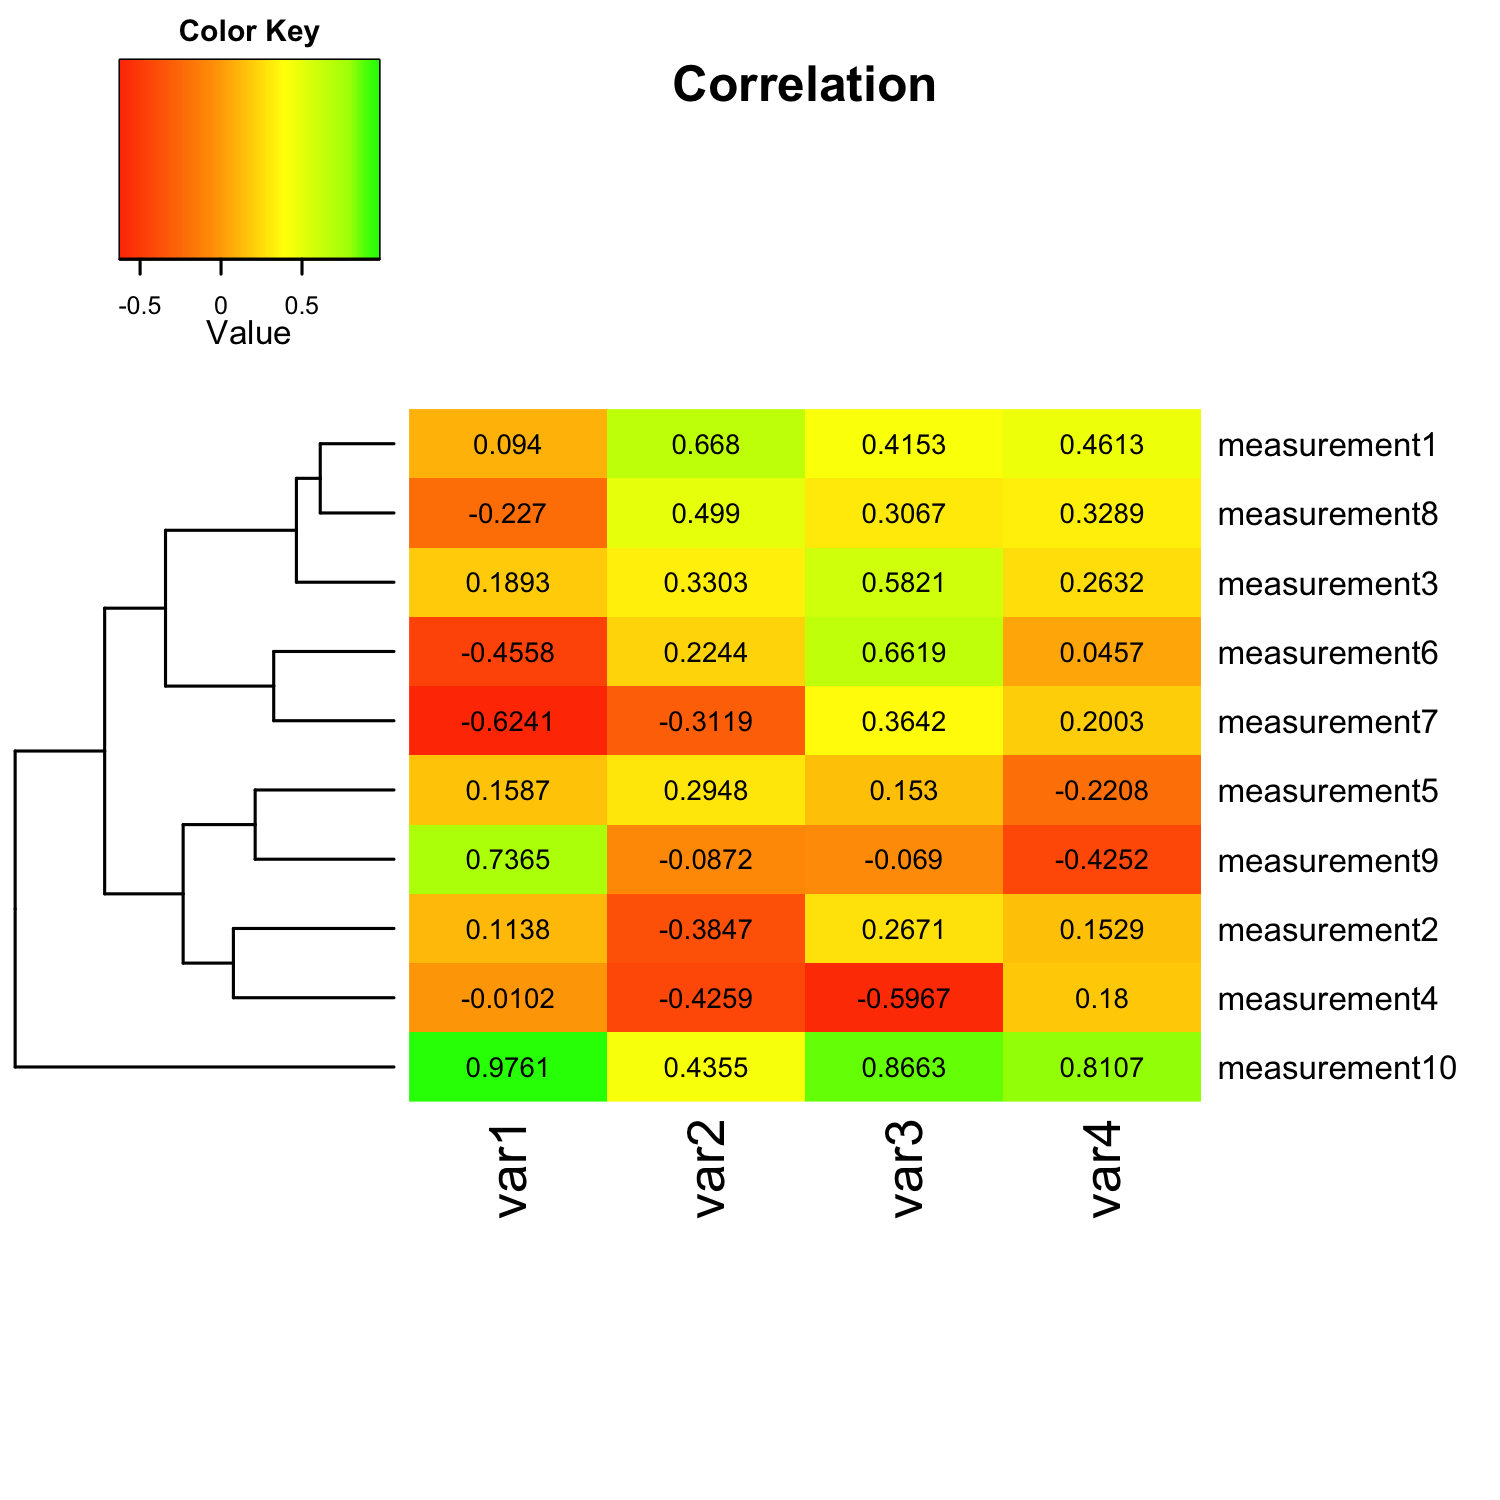 Color Key
Correlation
-0.5 0 0.5
Value
0.094 0.668 0.4153 0.4613 measurement1
-0.227 0.499 0.3067 0.3289 measurement8
0.1893 0.3303 0.5821 0.2632 measurement3
-0.4558 0.2244 0.6619 0.0457 measurement6
-0.6241 -0.3119 0.3642 0.2003 measurement7
0.1587 0.2948 0.153 -0.2208 measurement5
0.7365 -0.0872 -0.069 -0.4252 measurement9
0.1138 -0.3847 0.2671 0.1529 measurement2
-0.0102 -0.4259 -0.5967 0.18 measurement4
0.9761 0.4355 0.8663 0.8107 measurement10
var1 var2 var3 var4